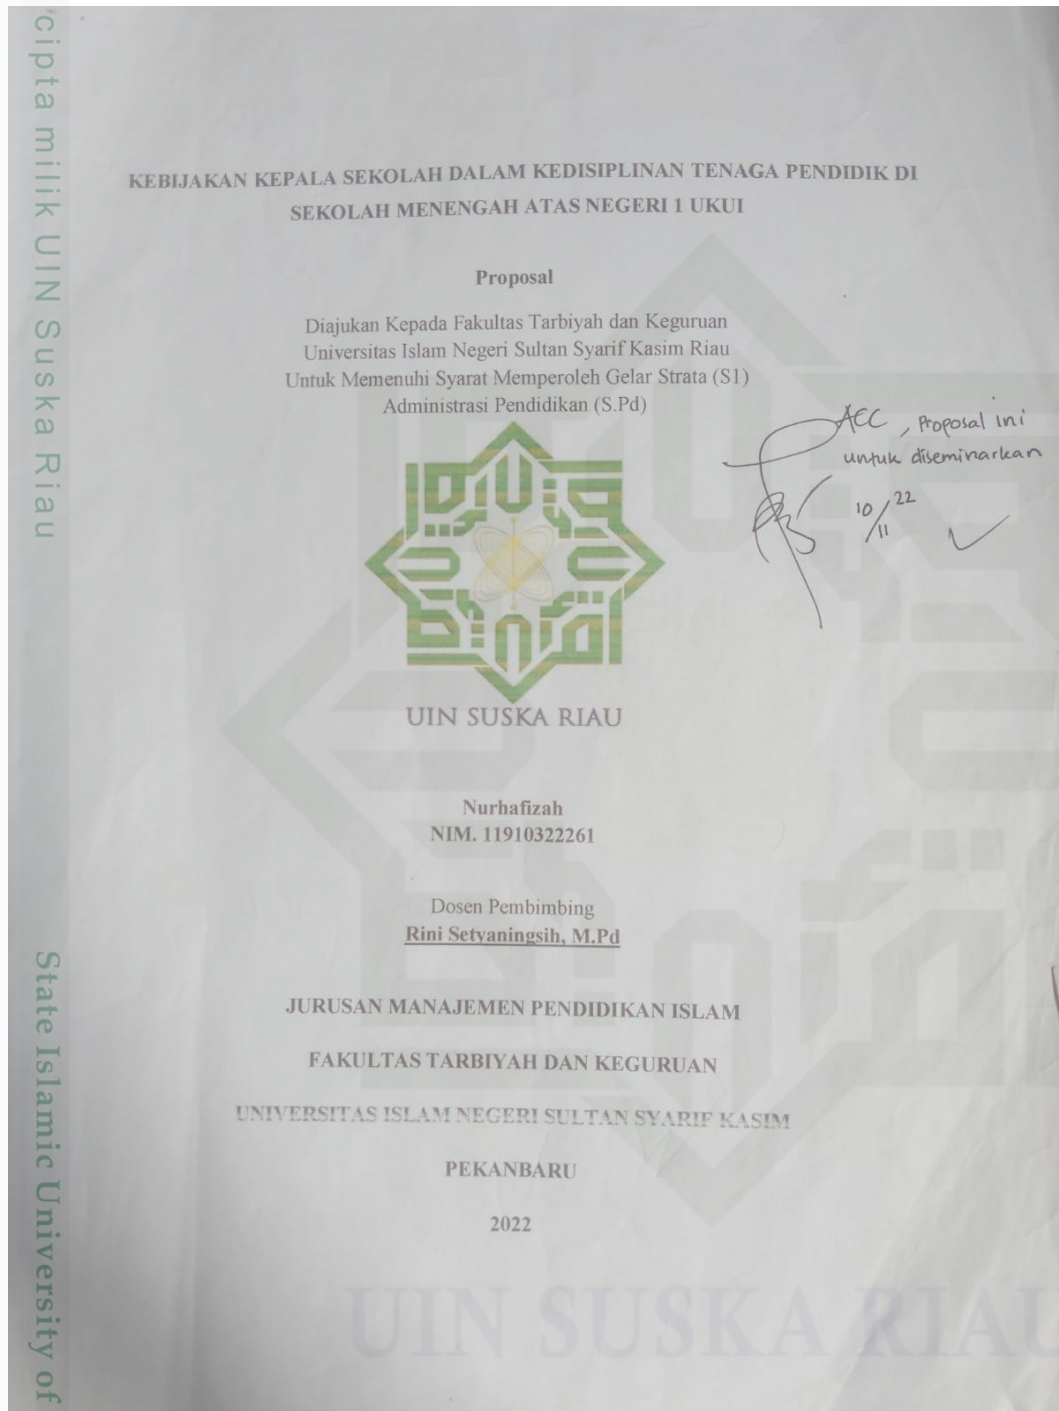 KEBIJAKAN KEPALA SEKOLAH DALAM KEDISIPLINAN TENAGA PENDIDIK DI
SEKOLAH MENENGAH ATAS NEGERI 1 UKUI
Proposal
Diajukan Kepada Fakultas Tarbiyah dan Keguruan
Universitas Islam Negeri Sultan Syarif Kasim Riau
Untuk Memenuhi Syarat Memperoleh Gelar Strata (S1)
Administrasi Pendidikan (S.Pd)
ACC, Proposal ini
untuk diseminarkan
10/11 22
UIN SUSKA RIAU
Nurhafizah
NIM. 11910322261
Dosen Pembimbing
Rini Setyaningsih, M.Pd
JURUSAN MANAJEMEN PENDIDIKAN ISLAM
FAKULTAS TARBIYAH DAN KEGURUAN
UNIVERSITAS ISLAM NEGERI SULTAN SYARIF KASIM
PEKANBARU
2022
cipta milik UIN Suska Riau
State Islamic University of
UIN SUSKA RIAU